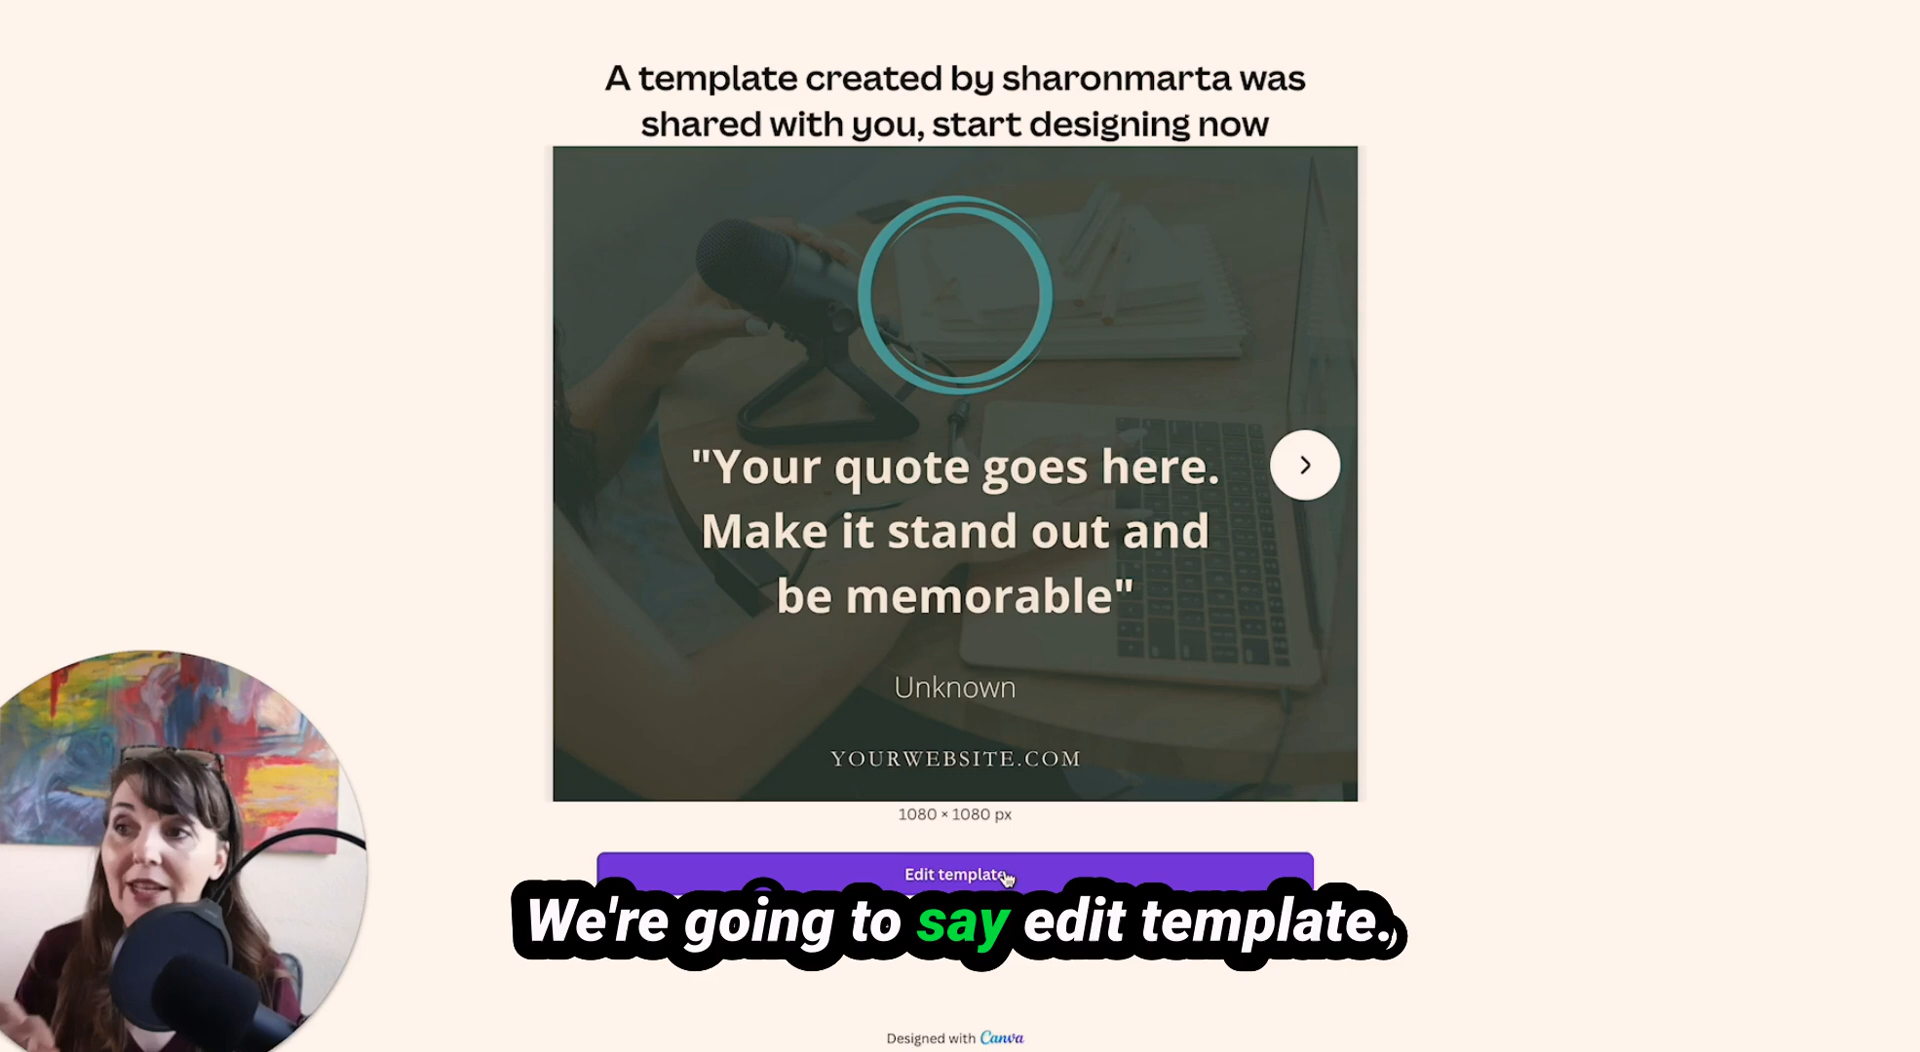 A template created by sharonmarta was
shared with you, start designing now
"Your quote goes here.
Make it stand out and
be memorable"
Unknown
YOURWEBSITE.COM
1080 × 1080 px
Edit template
We're going to say edit template.,
Designed with Canva